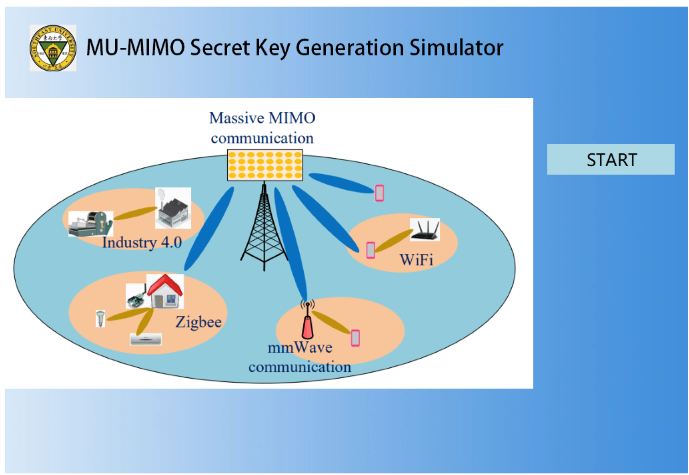 MU-MIMO Secret Key Generation Simulator
Massive MIMO
communication
START
Industry 4.0
WiFi
Zigbee
mmWave
communication